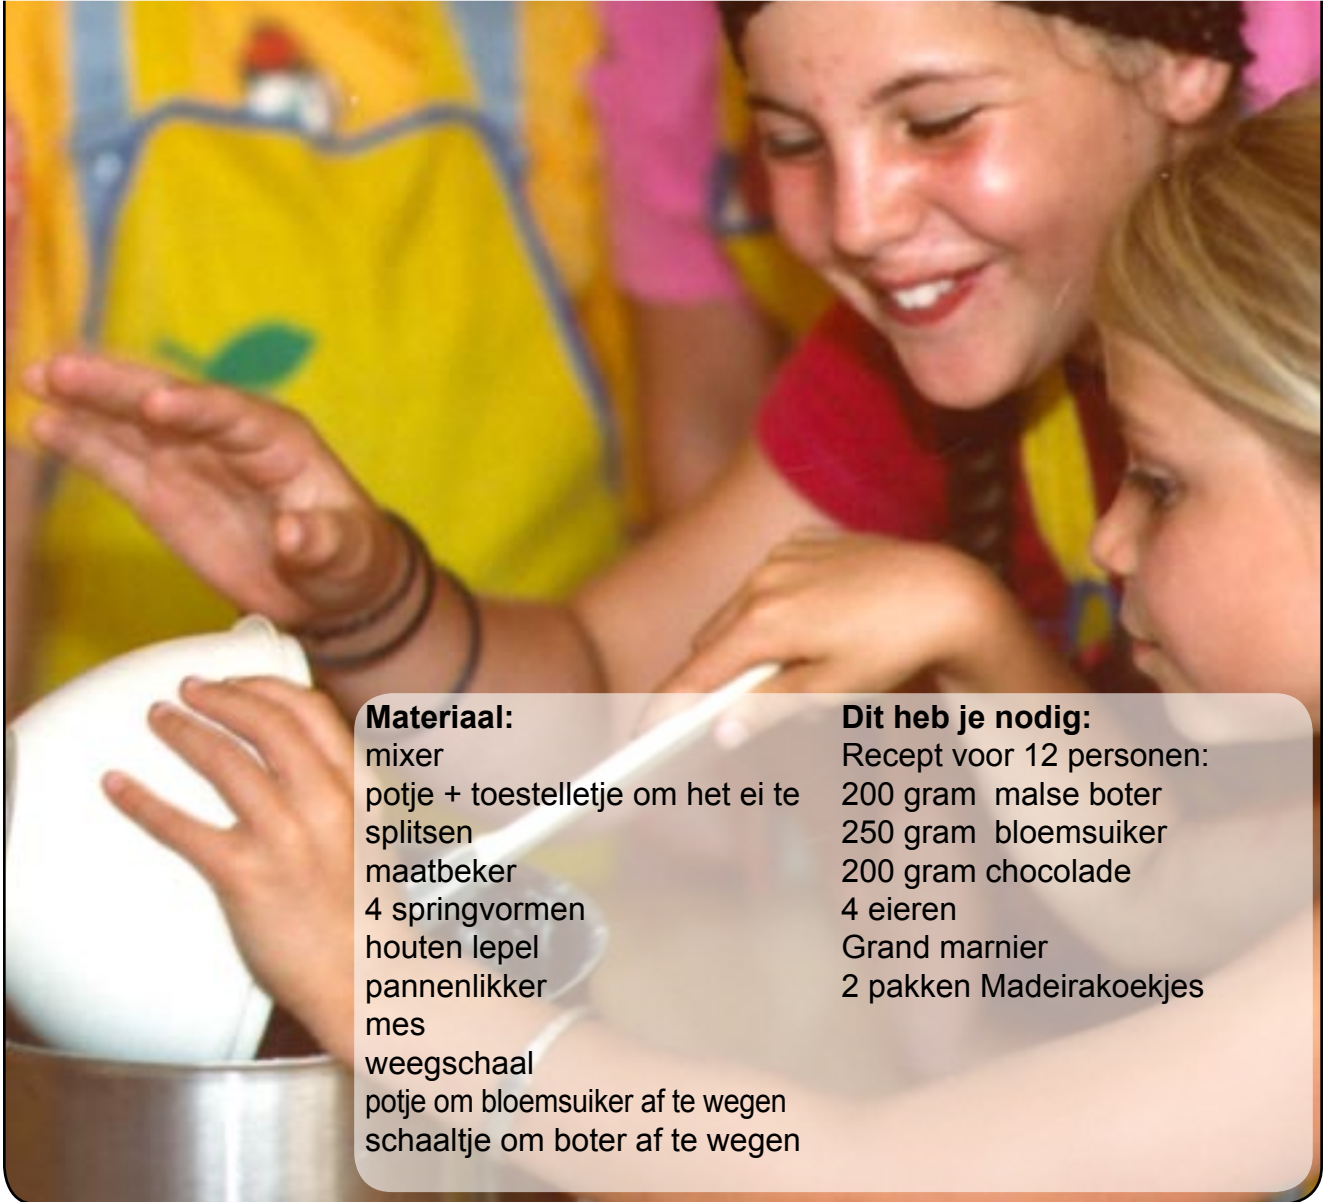 Materiaal:
mixer
potje + toestelletje om het ei te
splitsen
maatbeker
4 springvormen
houten lepel
pannenlikker
mes
weegschaal
potje om bloemsuiker af te wegen
schaaltje om boter af te wegen
Dit heb je nodig:
Recept voor 12 personen:
200 gram  malse boter
250 gram  bloemsuiker
200 gram chocolade
4 eieren
Grand marnier
2 pakken Madeirakoekjes